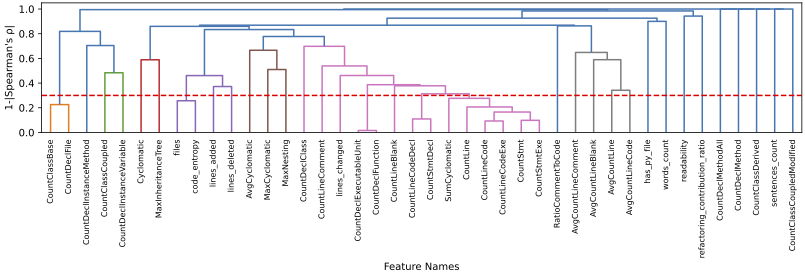 1-|Spearman's ρ|
1.0
0.8
0.6
0.4
0.2
0.0
CountClassBase
CountDeclFile
CountDeclInstanceMethod
CountClassCoupled
CountDeclInstanceVariable
Cyclomatic
MaxInheritanceTree
files
code_entropy
lines_added
lines_deleted
AvgCyclomatic
MaxCyclomatic
MaxNesting
CountDeclClass
CountLineComment
lines_changed
CountDeclExecutableUnit
CountDeclFunction
CountLineBlank
CountLineCodeDecl
CountStmtDecl
SumCyclomatic
CountLine
CountLineCode
CountLineCodeExe
CountStmt
CountStmtExe
RatioCommentToCode
AvgCountLineComment
AvgCountLineBlank
AvgCountLine
AvgCountLineCode
has_py_file
words_count
readability
refactoring_contribution_ratio
CountDeclMethodAll
CountDeclMethod
CountClassDerived
sentences_count
CountClassCoupledModified
Feature Names